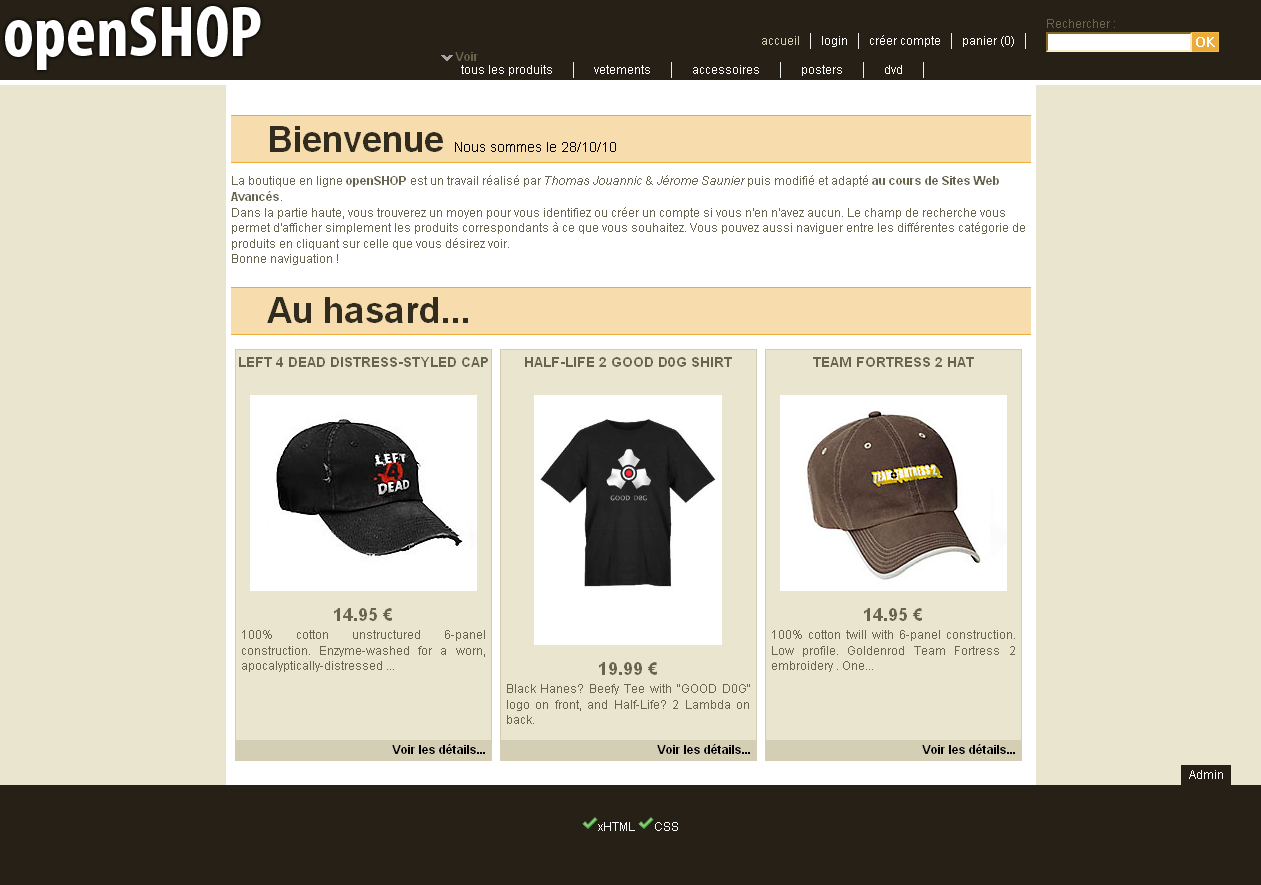 openSHOP
Rechercher :
OK
accueil login créer compte panier (0)
Voir
tous les produits vetements accessoires posters dvd
Bienvenue Nous sommes le 28/10/10
La boutique en ligne openSHOP est un travail réalisé par Thomas Jouannic & Jérome Saunier puis modifié et adapté au cours de Sites Web
Avancés.
Dans la partie haute, vous trouverez un moyen pour vous identifiez ou créer un compte si vous n'en n'avez aucun. Le champ de recherche vous
permet d'afficher simplement les produits correspondants à ce que vous souhaitez. Vous pouvez aussi naviguer entre les différentes catégorie de
produits en cliquant sur celle que vous désirez voir.
Bonne naviguation !
Au hasard...
LEFT 4 DEAD DISTRESS-STYLED CAP
LEFT
4
DEAD
14.95 €
100% cotton unstructured 6-panel
construction. Enzyme-washed for a worn,
apocalyptically-distressed ...
Voir les détails...
HALF-LIFE 2 GOOD D0G SHIRT
GOOD D0G
19.99 €
Black Hanes? Beefy Tee with "GOOD D0G"
logo on front, and Half-Life? 2 Lambda on
back.
Voir les détails...
TEAM FORTRESS 2 HAT
TEAM FORTRESS 2
14.95 €
100% cotton twill with 6-panel construction.
Low profile. Goldenrod Team Fortress 2
embroidery . One...
Voir les détails...
Admin
xHTML CSS